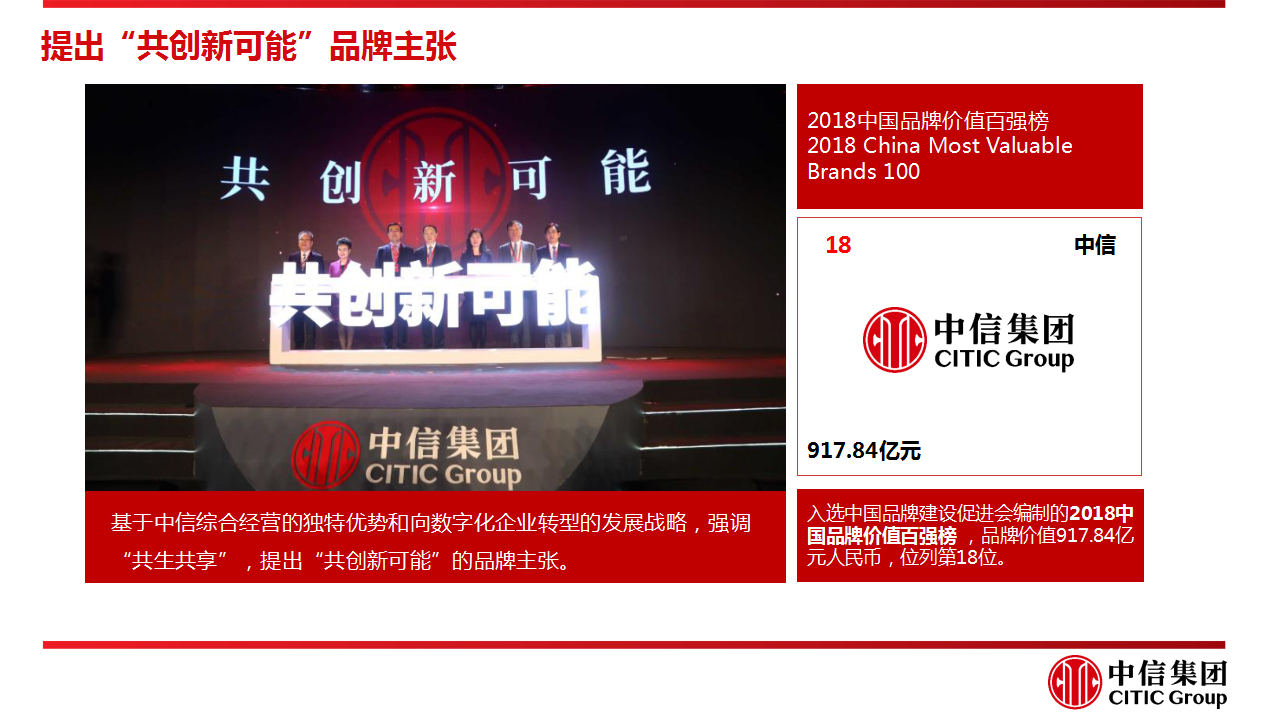 提出“共创新可能”品牌主张
共创新可能
共创新可能
中信集团
CITIC Group
基于中信综合经营的独特优势和向数字化企业转型的发展战略，强调
“共生共享”，提出“共创新可能”的品牌主张。
2018中国品牌价值百强榜
2018 China Most Valuable
Brands 100
18 中信
中信集团
CITIC Group
917.84亿元
入选中国品牌建设促进会编制的2018中
国品牌价值百强榜 ，品牌价值917.84亿
元人民币，位列第18位。
中信集团
CITIC Group